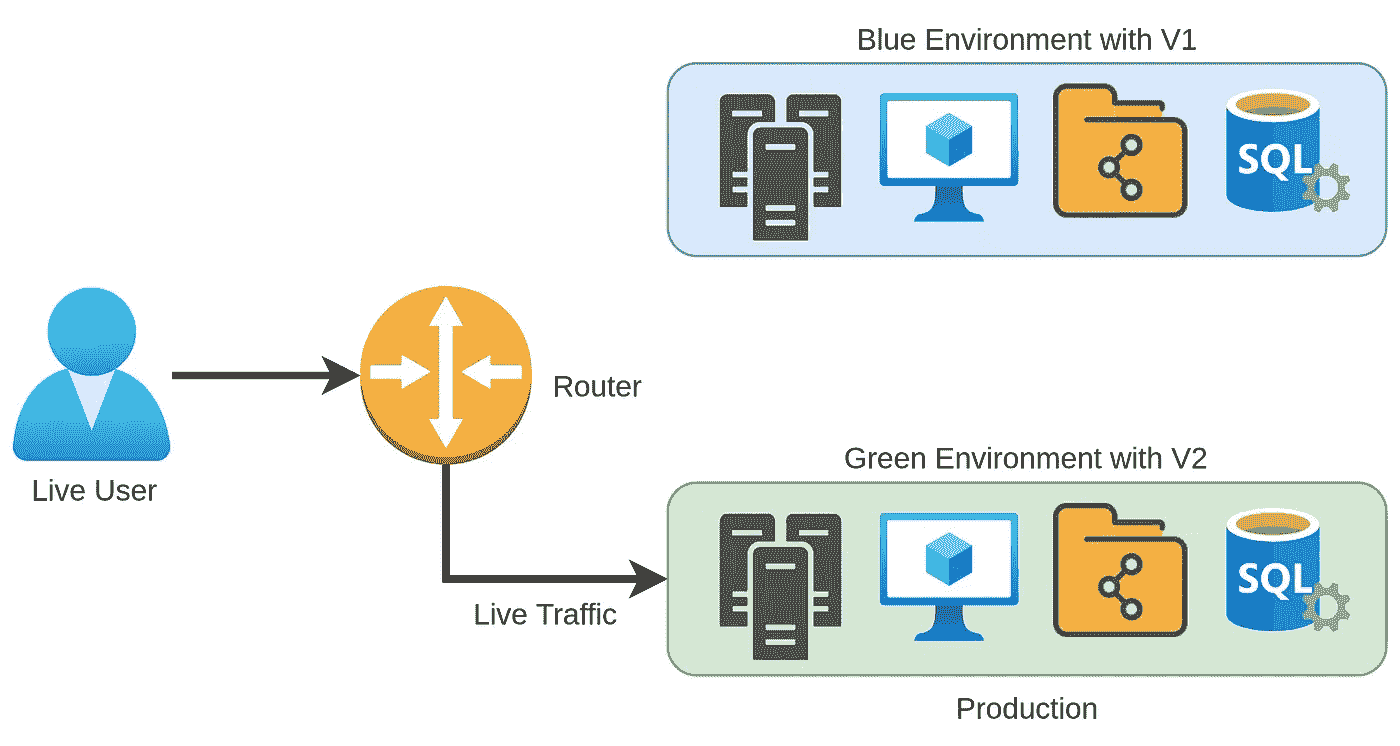 Blue Environment with V1
SQL
Router
Live User
Green Environment with V2
SQL
Live Traffic
Production